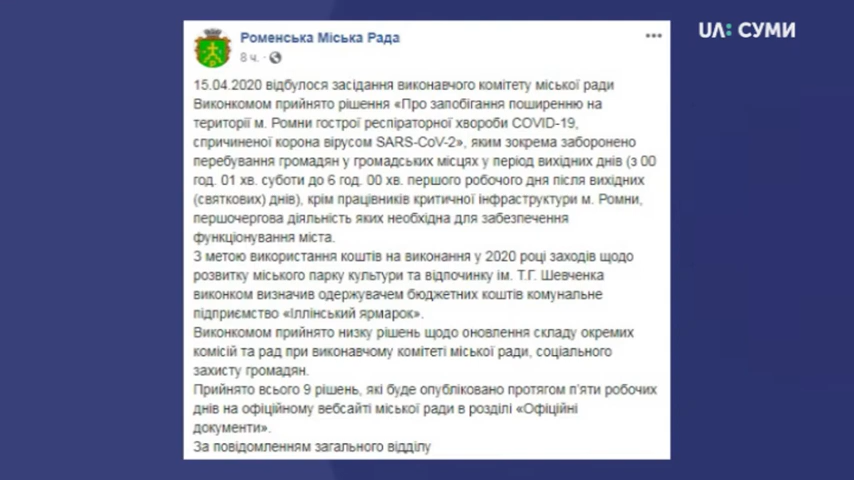 Роменська Міська Рада
8 ч. ·
UA: СУМИ
15.04.2020 відбулося засідання виконавчого комітету міської ради
Виконкомом прийнято рішення «Про запобігання поширенню на
території м. Ромни гострої респіраторної хвороби COVID-19,
спричиненої корона вірусом SARS-CoV-2», яким зокрема заборонено
перебування громадян у громадських місцях у період вихідних днів (з 00
год. 01 хв. суботи до 6 год. 00 хв. першого робочого дня після вихідних
(святкових) днів), крім працівників критичної інфраструктури м. Ромни,
першочергова діяльність яких необхідна для забезпечення
функціонування міста.
З метою використання коштів на виконання у 2020 році заходів щодо
розвитку міського парку культури та відпочинку ім. Т.Г. Шевченка
виконком визначив одержувачем бюджетних коштів комунальне
підприємство «Іллінський ярмарок».
Виконкомом прийнято низку рішень щодо оновлення складу окремих
комісій та рад при виконавчому комітеті міської ради, соціального
захисту громадян.
Прийнято всього 9 рішень, які буде опубліковано протягом п'яти робочих
днів на офіційному вебсайті міської ради в розділі «Офіційні
документи».
За повідомленням загального відділу